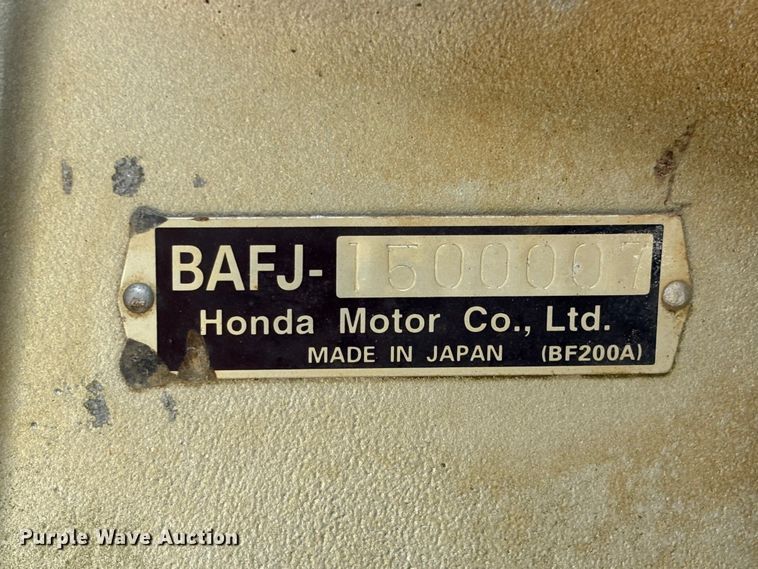 BAFJ-1500007
Honda Motor Co., Ltd.
MADE IN JAPAN (BF200A)
Purple Wave Auction